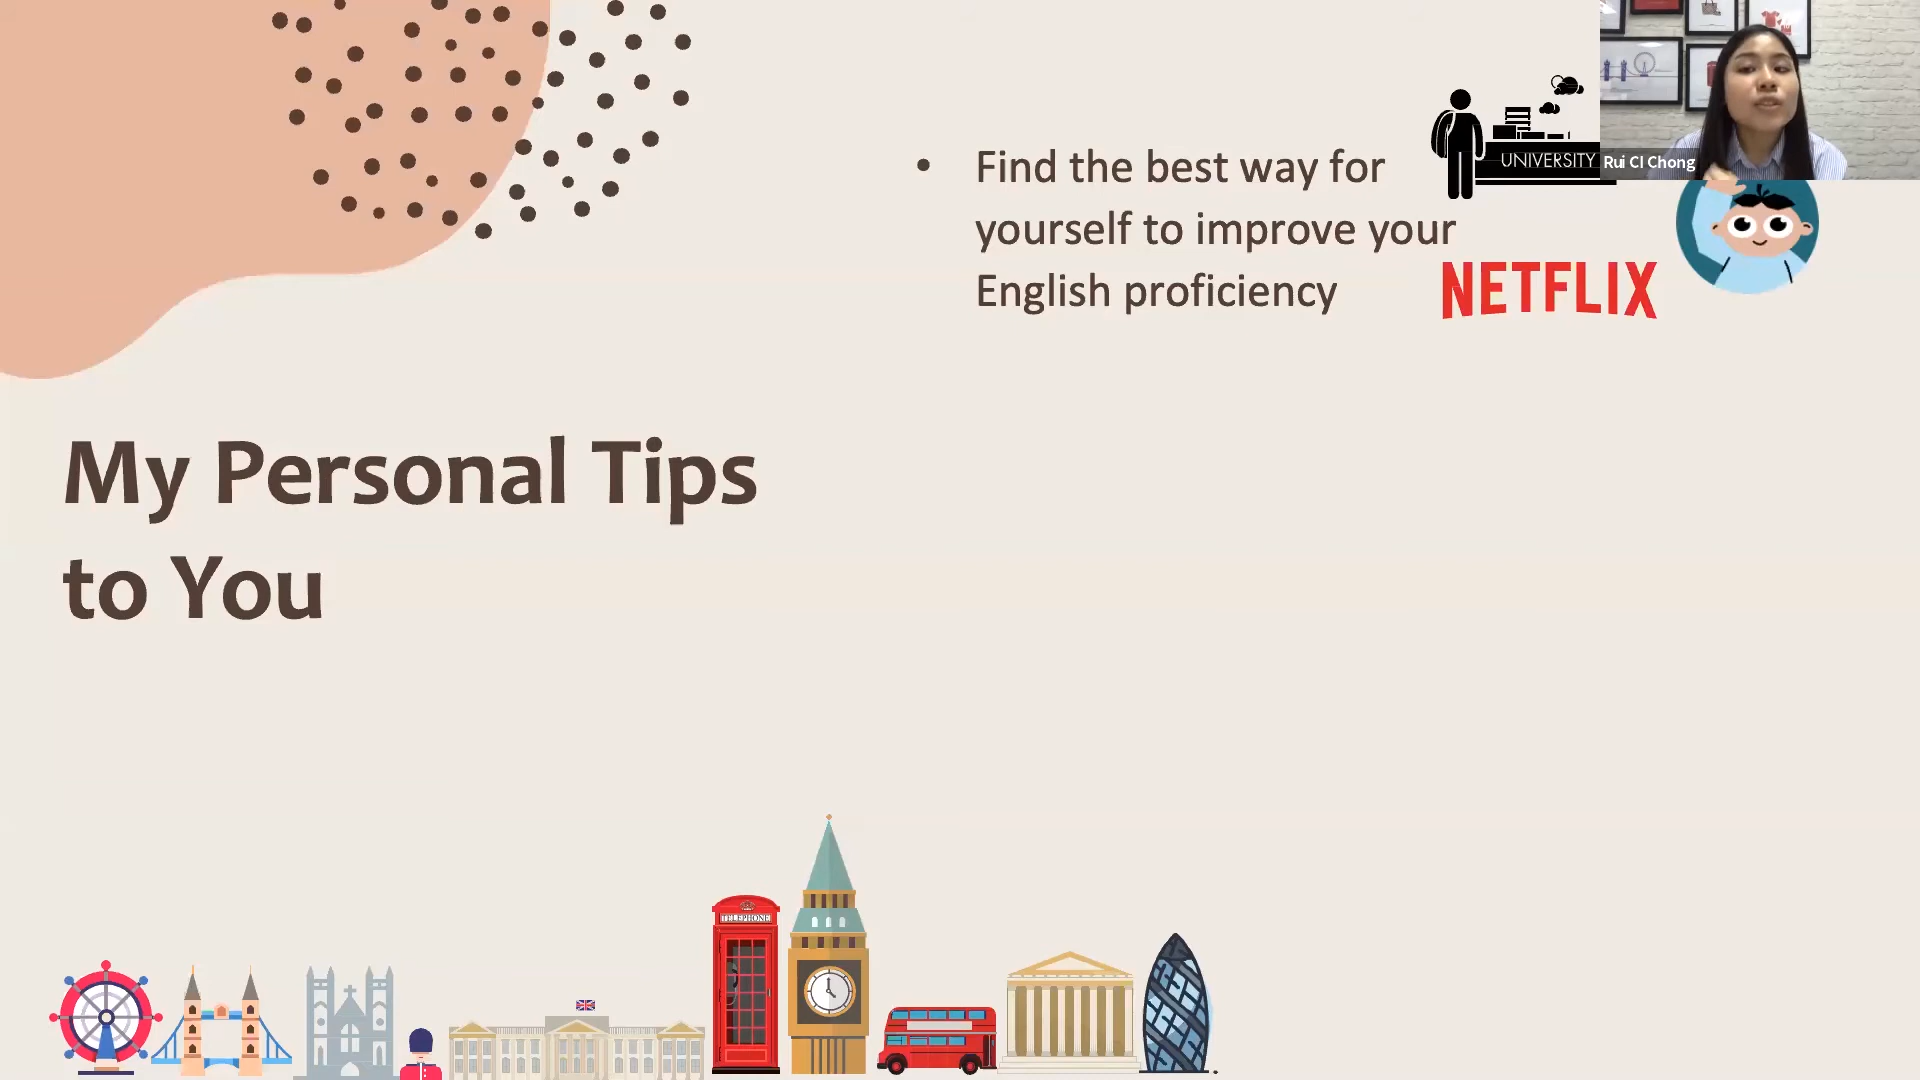 My Personal Tips
to You
• Find the best way for
yourself to improve your
English proficiency
UNIVERSITY
NETFLIX
Rui CI Chong
TELEPHONE